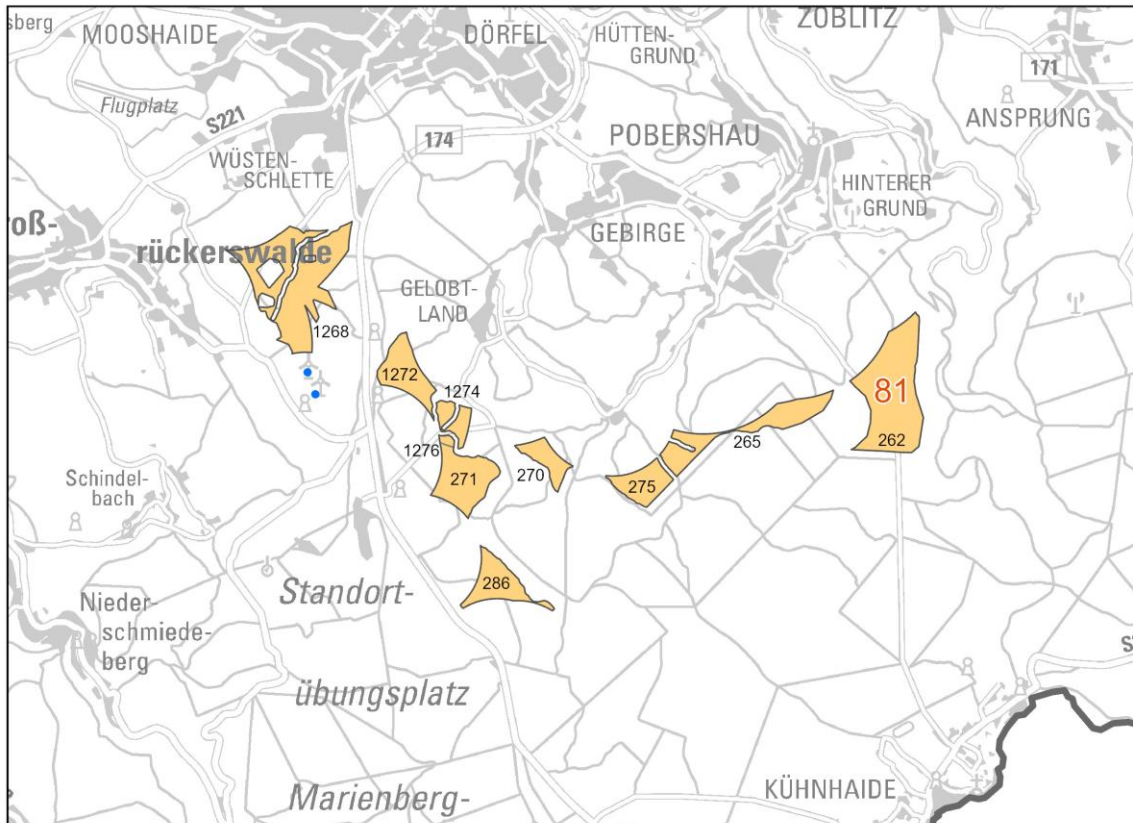 sberg
MOOSHAIDE
DÖRFEL
HÜTTEN-
GRUND
ZÖBLITZ
171
Flugplatz
S221
174
ANSPRUNG
POBERSHAU
WÜSTEN-
SCHLETTE
HINTERER
GRUND
roß-
rückerswalde
GEBIRGE
GELOBT-
LAND
1268
1272
1274
81
1276
265
262
271
270
275
Schindel-
bach
286
Standort-
Nieder-
schmiede-
berg
übungsplatz
S
KÜHNHAIDE
Marienberg-